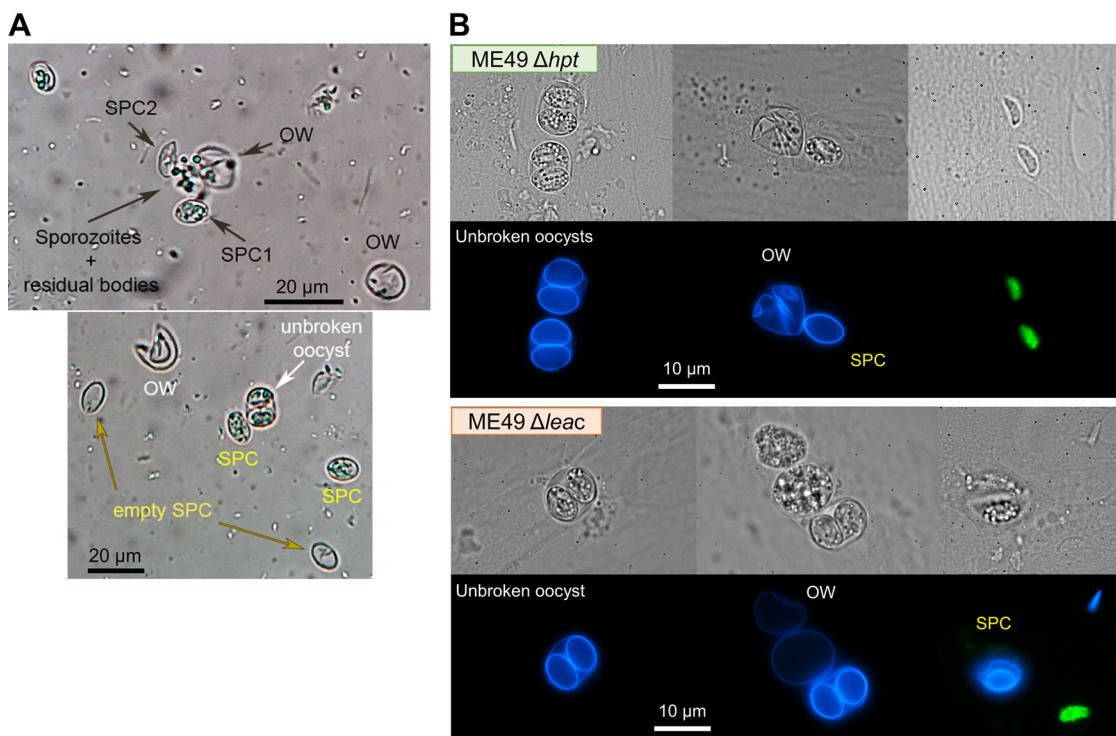 A
SPC2
OW
Sporozoites
+
residual bodies
SPC1
OW
20 µm
unbroken
oocyst
OW
SPC
SPC
empty SPC
20 µm
B
ME49 Δhpt
Unbroken oocysts
OW
SPC
10 µm
ME49 Δleac
Unbroken oocyst
OW
SPC
10 µm